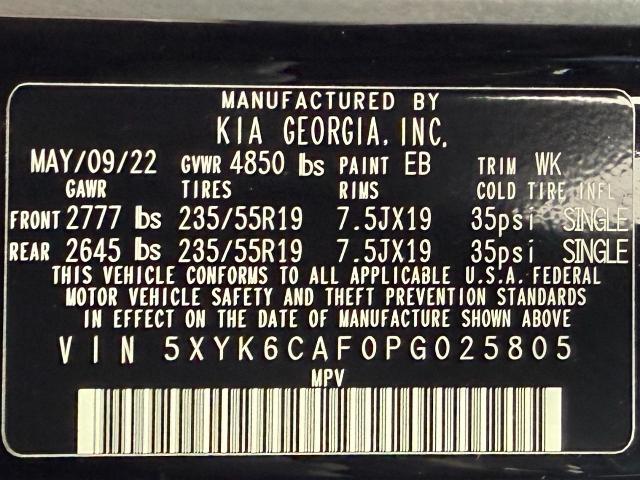 MANUFACTURED BY
KIA GEORGIA, INC.
MAY/09/22 GVWR 4850 lbs PAINT EB TRIM WK
GAWR TIRES RIMS COLD TIRE INFL
FRONT 2777 lbs 235/55R19 7.5JX19 35psi SINGLE
REAR 2645 lbs 235/55R19 7.5JX19 35psi SINGLE
THIS VEHICLE CONFORMS TO ALL APPLICABLE U.S.A. FEDERAL
MOTOR VEHICLE SAFETY AND THEFT PREVENTION STANDARDS
IN EFFECT ON THE DATE OF MANUFACTURE SHOWN ABOVE
VIN 5XYK6CAF0PG025805
MPV